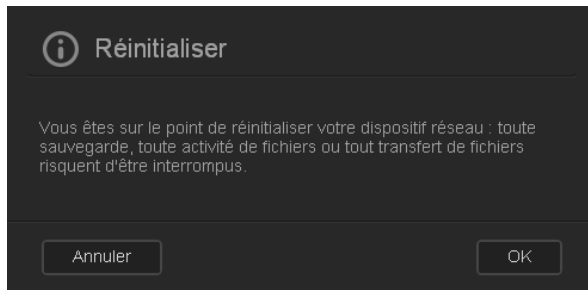 Réinitialiser
Vous êtes sur le point de réinitialiser votre dispositif réseau : toute
sauvegarde, toute activité de fichiers ou tout transfert de fichiers
risquent d'être interrompus.
Annuler
OK